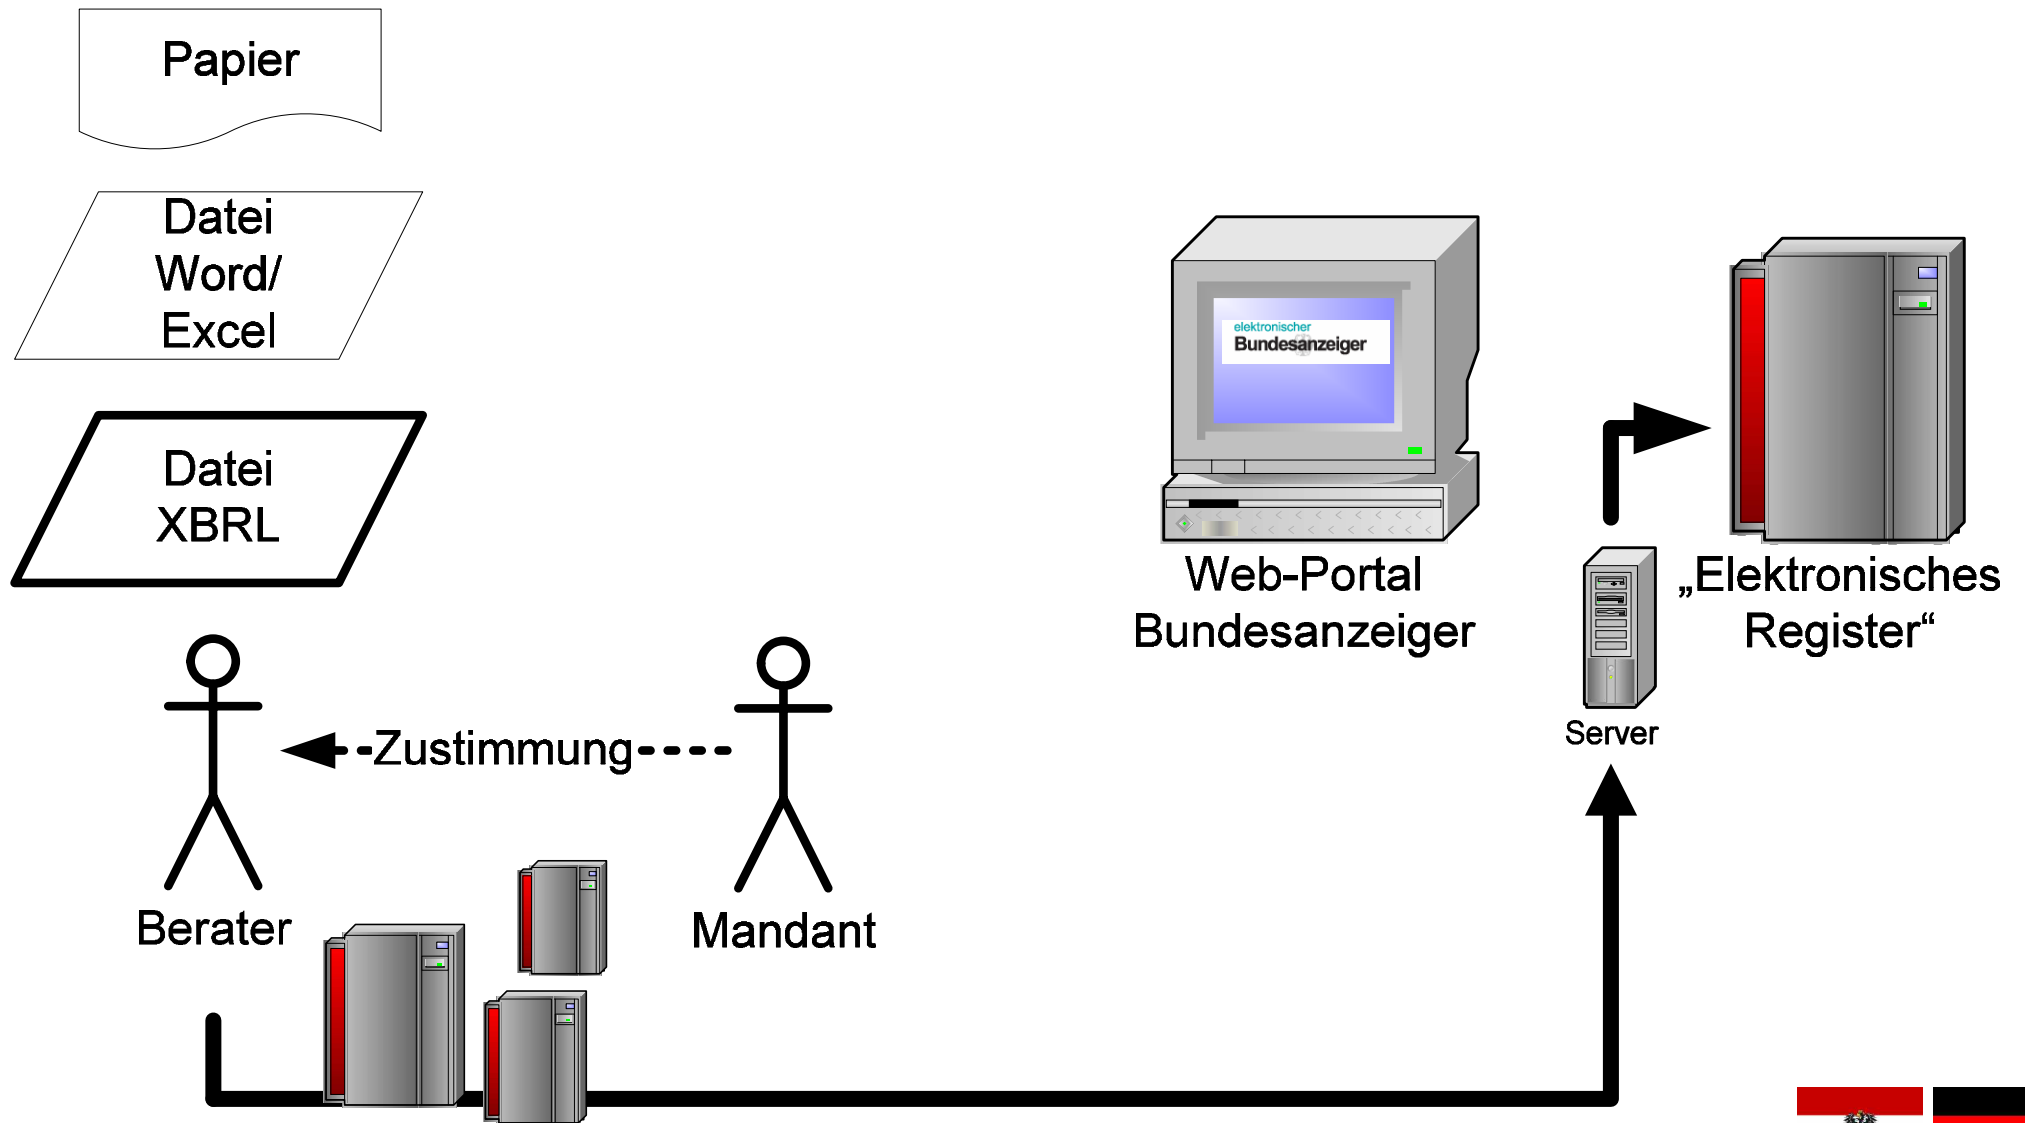 Papier
Datei
Word/
Excel
Datei
XBRL
elektronischer
Bundesanzeiger
Web-Portal
Bundesanzeiger
„Elektronisches
Register“
Server
Zustimmung
Berater
Mandant